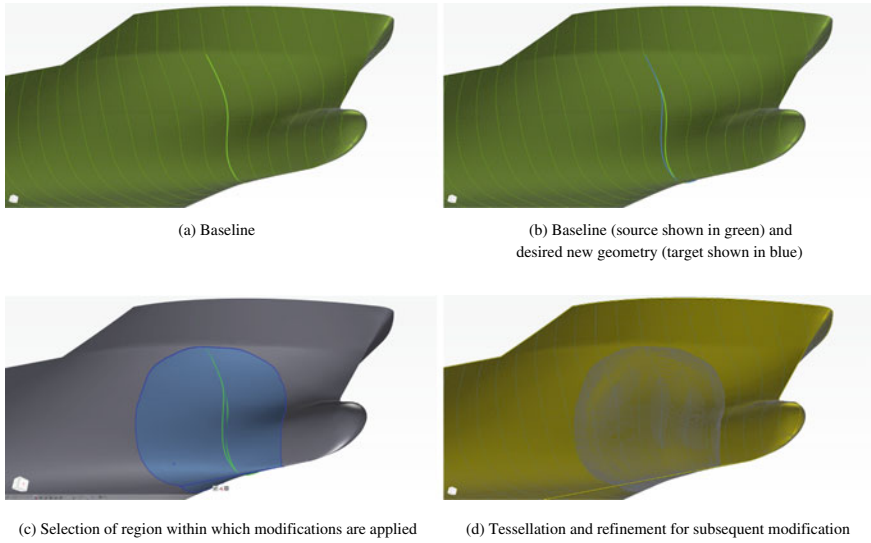 (a) Baseline
(b) Baseline (source shown in green) and
desired new geometry (target shown in blue)
(c) Selection of region within which modifications are applied
(d) Tessellation and refinement for subsequent modification